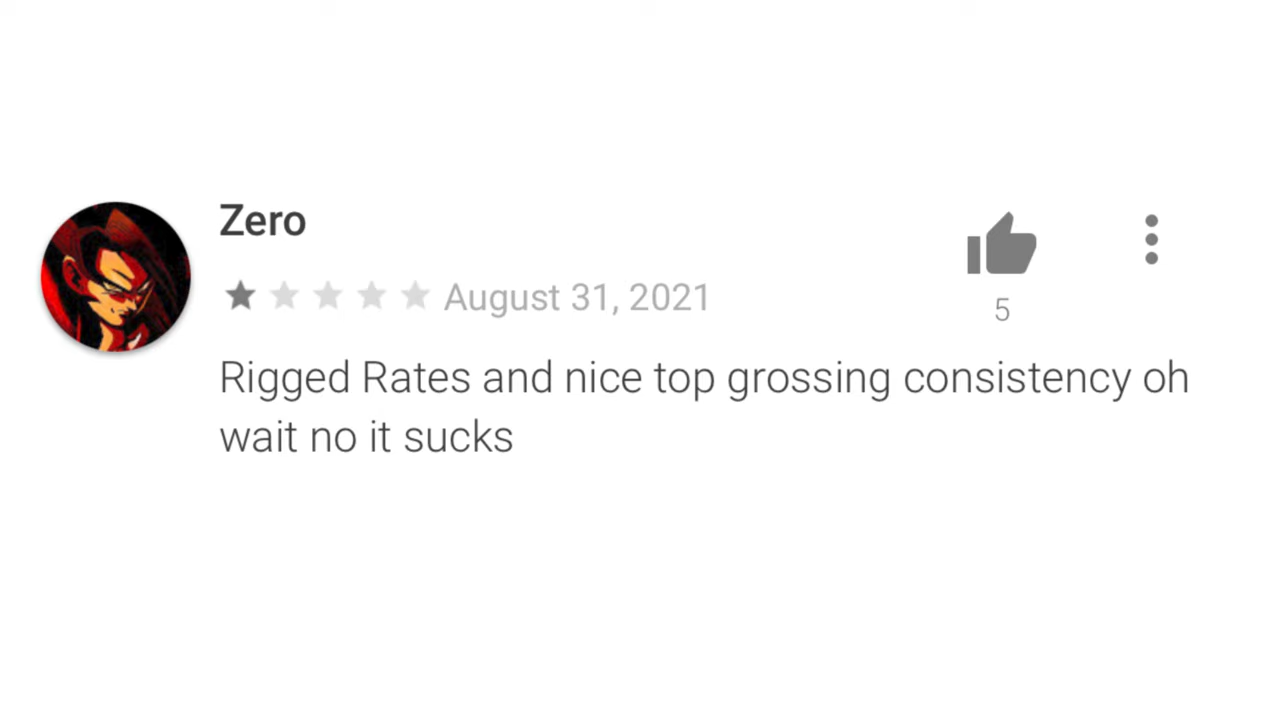 Zero
August 31, 2021
5
Rigged Rates and nice top grossing consistency oh
wait no it sucks